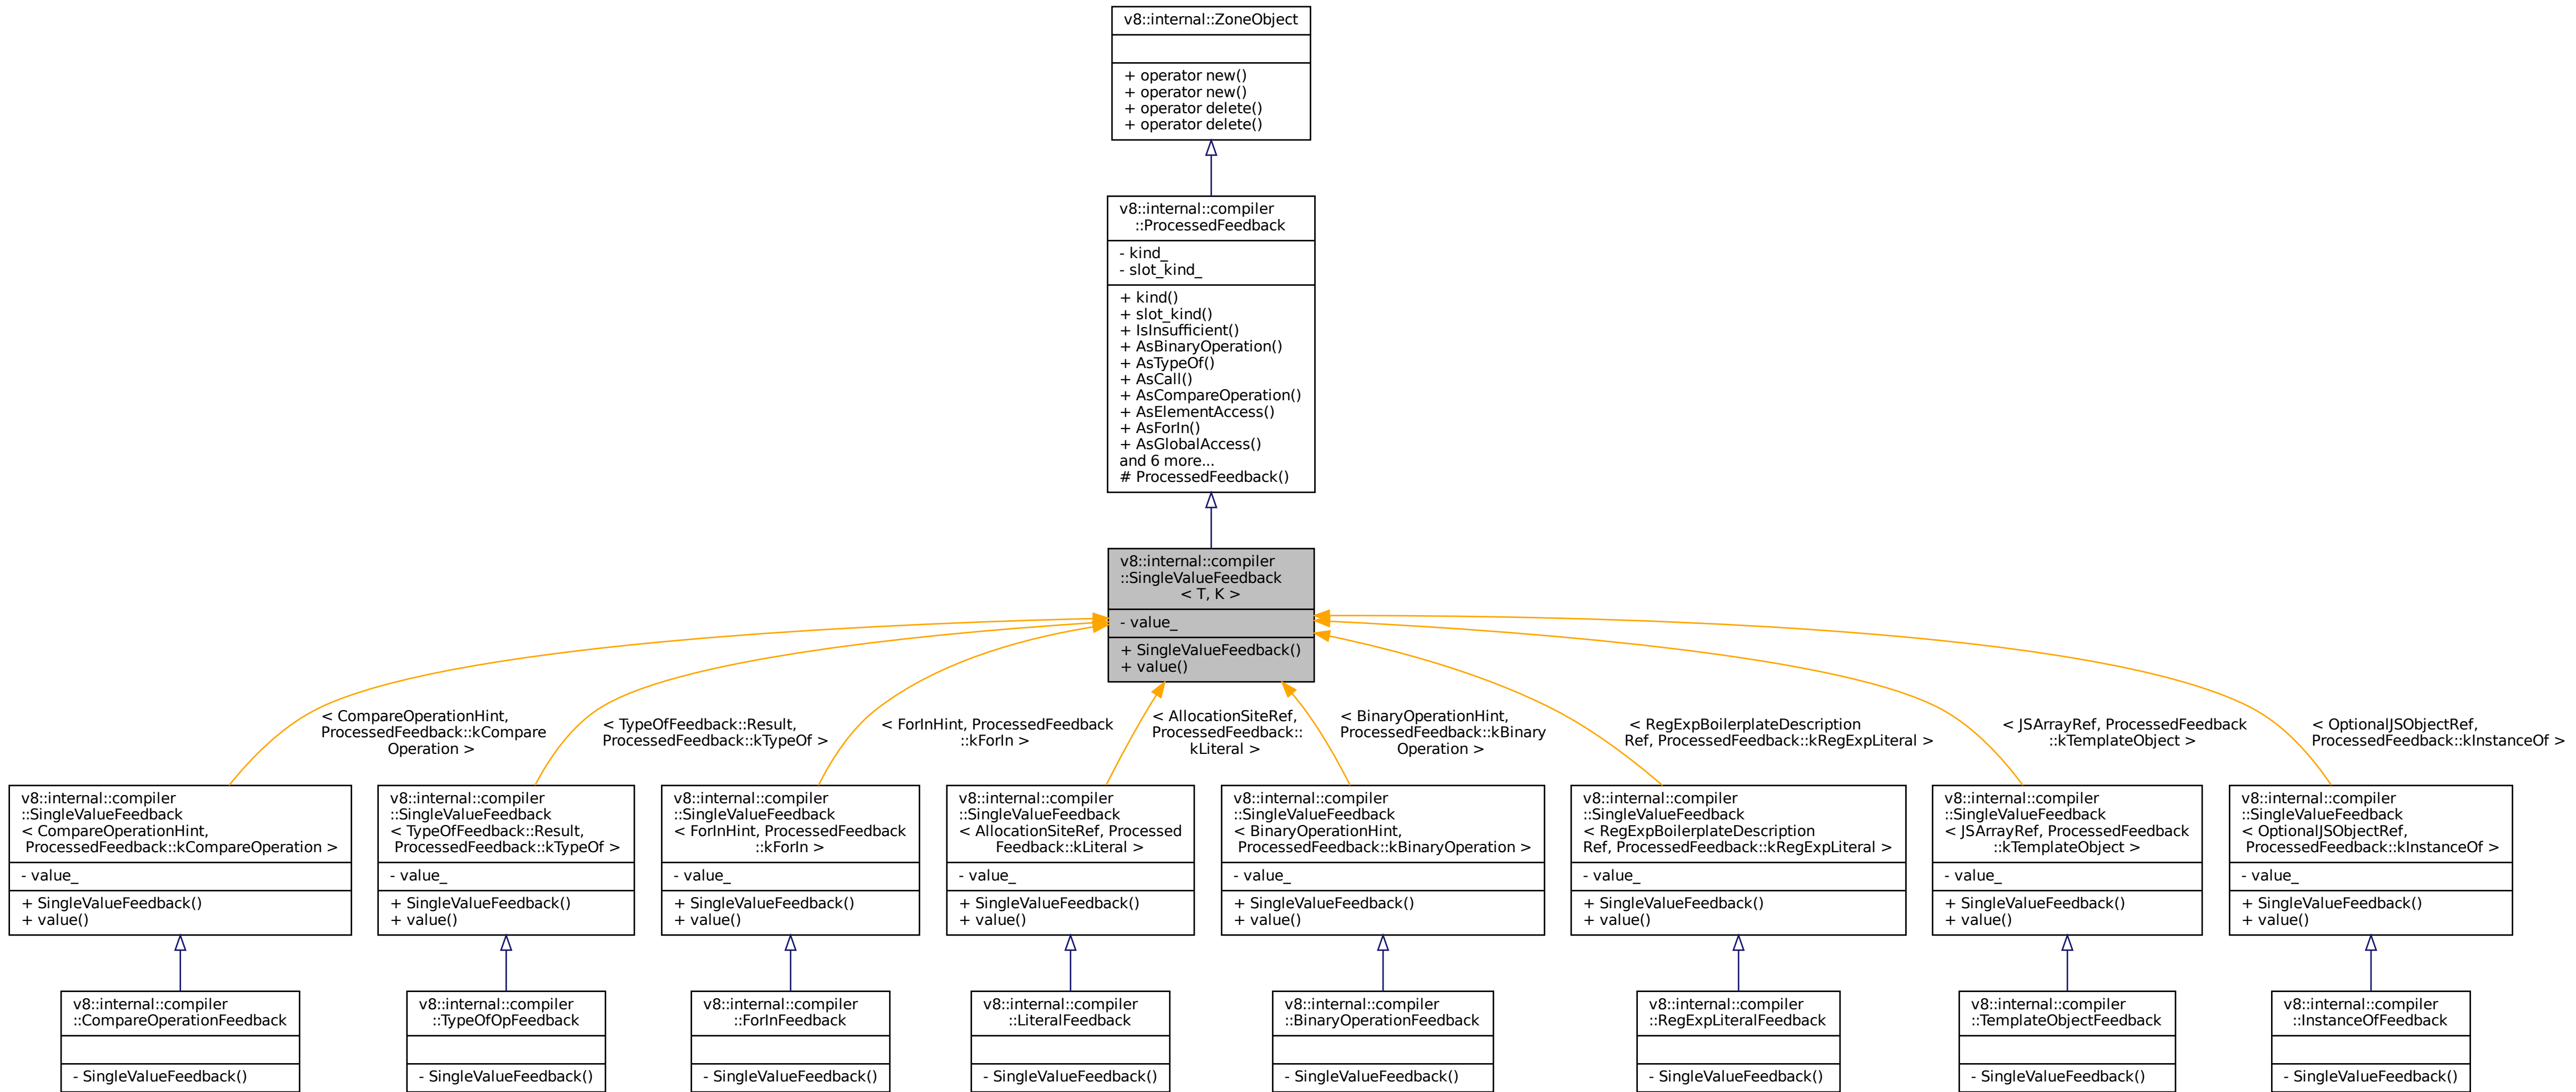 v8::internal::ZoneObject
+ operator new()
+ operator new()
+ operator delete()
+ operator delete()
v8::internal::compiler
::ProcessedFeedback
- kind_
- slot_kind_
+ kind()
+ slot_kind()
+ IsInsufficient()
+ AsBinaryOperation()
+ AsTypeOf()
+ AsCall()
+ AsCompareOperation()
+ AsElementAccess()
+ AsForIn()
+ AsGlobalAccess()
and 6 more...
# ProcessedFeedback()
v8::internal::compiler
::SingleValueFeedback
< T, K >
- value_
+ SingleValueFeedback()
+ value()
< CompareOperationHint,
ProcessedFeedback::kCompare
Operation >
< TypeOfFeedback::Result,
ProcessedFeedback::kTypeOf >
< ForInHint, ProcessedFeedback
::kForIn >
< AllocationSiteRef,
ProcessedFeedback::
kLiteral >
< BinaryOperationHint,
ProcessedFeedback::kBinary
Operation >
< RegExpBoilerplateDescription
Ref, ProcessedFeedback::kRegExpLiteral >
< JSArrayRef, ProcessedFeedback
::kTemplateObject >
< OptionalJSObjectRef,
ProcessedFeedback::kInstanceOf >
v8::internal::compiler
::SingleValueFeedback
< CompareOperationHint,
ProcessedFeedback::kCompareOperation >
- value_
+ SingleValueFeedback()
+ value()
v8::internal::compiler
::SingleValueFeedback
< TypeOfFeedback::Result,
ProcessedFeedback::kTypeOf >
- value_
+ SingleValueFeedback()
+ value()
v8::internal::compiler
::SingleValueFeedback
< ForInHint, ProcessedFeedback
::kForIn >
- value_
+ SingleValueFeedback()
+ value()
v8::internal::compiler
::SingleValueFeedback
< AllocationSiteRef, Processed
Feedback::kLiteral >
- value_
+ SingleValueFeedback()
+ value()
v8::internal::compiler
::SingleValueFeedback
< BinaryOperationHint,
ProcessedFeedback::kBinaryOperation >
- value_
+ SingleValueFeedback()
+ value()
v8::internal::compiler
::SingleValueFeedback
< RegExpBoilerplateDescription
Ref, ProcessedFeedback::kRegExpLiteral >
- value_
+ SingleValueFeedback()
+ value()
v8::internal::compiler
::SingleValueFeedback
< JSArrayRef, ProcessedFeedback
::kTemplateObject >
- value_
+ SingleValueFeedback()
+ value()
v8::internal::compiler
::SingleValueFeedback
< OptionalJSObjectRef,
ProcessedFeedback::kInstanceOf >
- value_
+ SingleValueFeedback()
+ value()
v8::internal::compiler
::CompareOperationFeedback
- SingleValueFeedback()
v8::internal::compiler
::TypeOfOpFeedback
- SingleValueFeedback()
v8::internal::compiler
::ForInFeedback
- SingleValueFeedback()
v8::internal::compiler
::LiteralFeedback
- SingleValueFeedback()
v8::internal::compiler
::BinaryOperationFeedback
- SingleValueFeedback()
v8::internal::compiler
::RegExpLiteralFeedback
- SingleValueFeedback()
v8::internal::compiler
::TemplateObjectFeedback
- SingleValueFeedback()
v8::internal::compiler
::InstanceOfFeedback
- SingleValueFeedback()